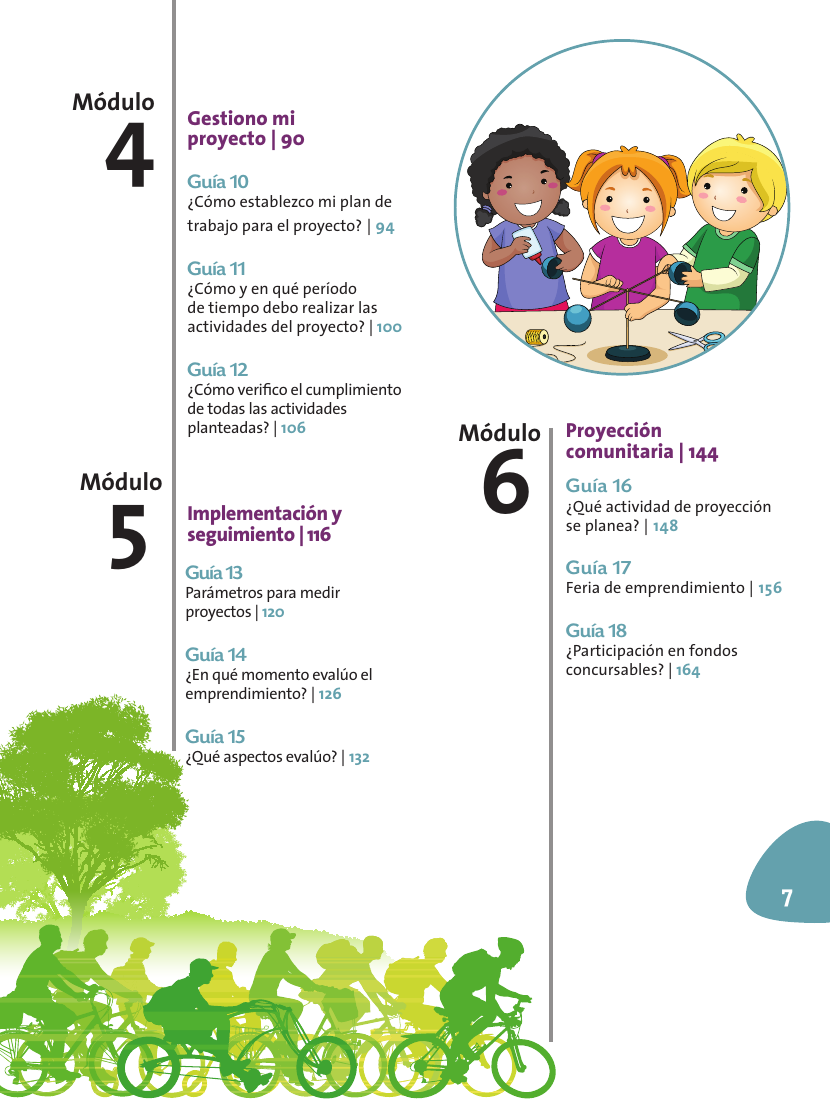 Módulo
4
Gestiono mi
proyecto | 90
Guía 10
¿Cómo establezco mi plan de
trabajo para el proyecto? | 94
Guía 11
¿Cómo y en qué período
de tiempo debo realizar las
actividades del proyecto? | 100
Guía 12
¿Cómo verifico el cumplimiento
de todas las actividades
planteadas? | 106
Módulo
5
Implementación y
seguimiento | 116
Guía 13
Parámetros para medir
proyectos | 120
Guía 14
¿En qué momento evalúo el
emprendimiento? | 126
Guía 15
¿Qué aspectos evalúo? | 132
Módulo
6
Proyección
comunitaria | 144
Guía 16
¿Qué actividad de proyección
se planea? | 148
Guía 17
Feria de emprendimiento | 156
Guía 18
¿Participación en fondos
concursables? | 164
7